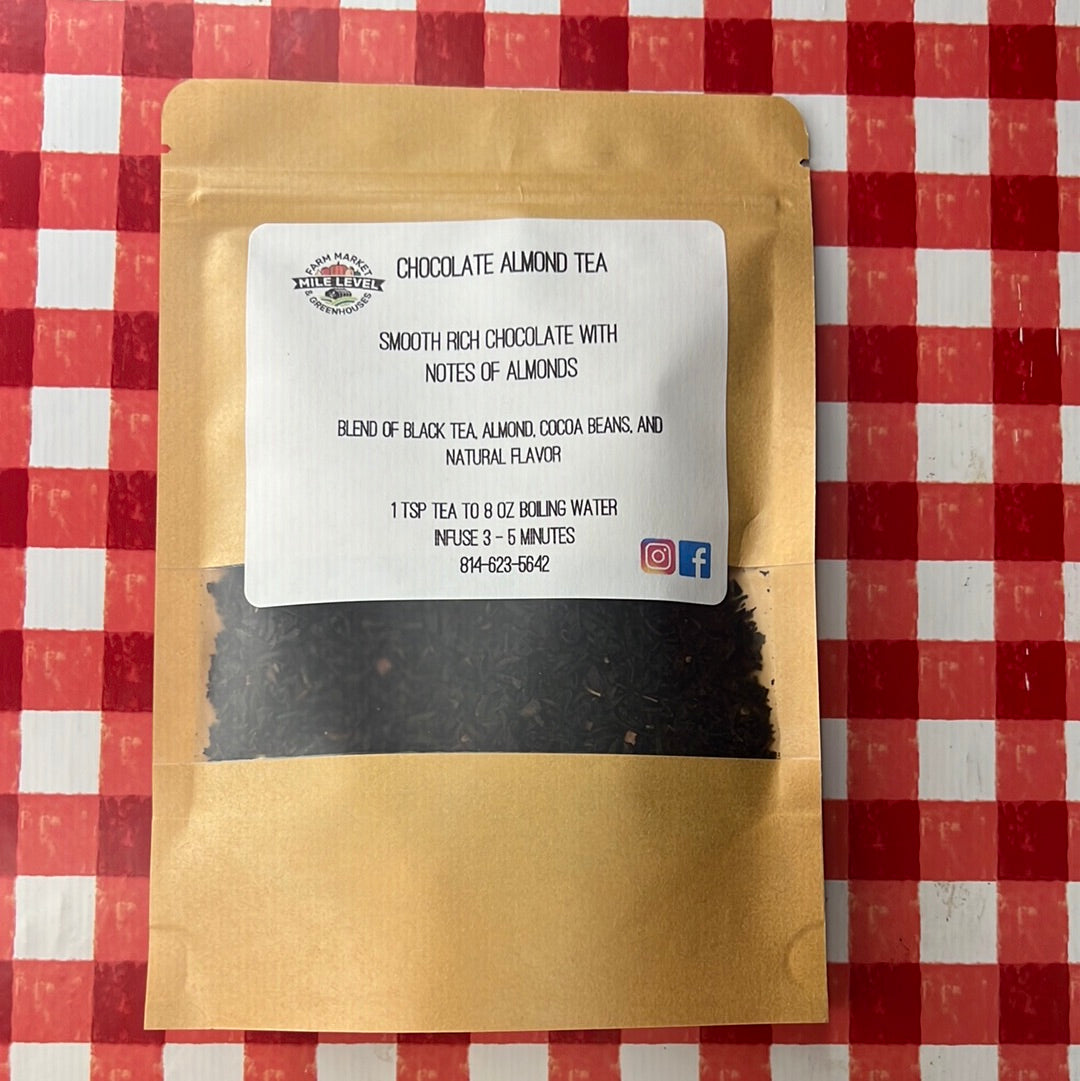 FARM MARKET
MILE LEVEL
& GREENHOUSES
CHOCOLATE ALMOND TEA
SMOOTH RICH CHOCOLATE WITH
NOTES OF ALMONDS
BLEND OF BLACK TEA, ALMOND, COCOA BEANS, AND
NATURAL FLAVOR
1 TSP TEA TO 8 OZ BOILING WATER
INFUSE 3 - 5 MINUTES
814-623-5642